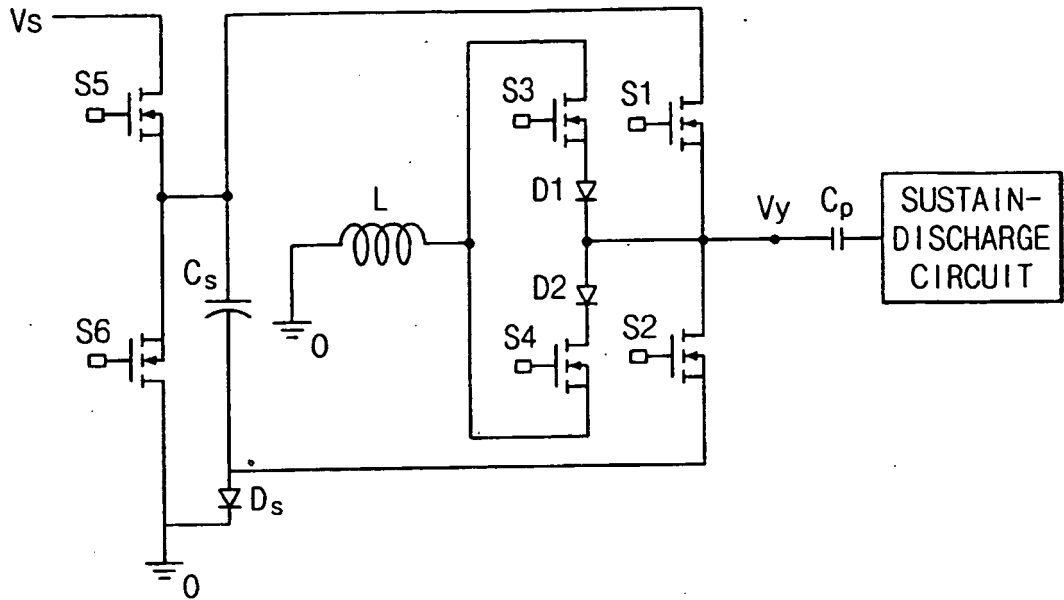 Vs
S5
S3
S1
D1
L
Vy
Cp
SUSTAIN-
DISCHARGE
CIRCUIT
Cs
D2
S6
S4
S2
0
Ds
0